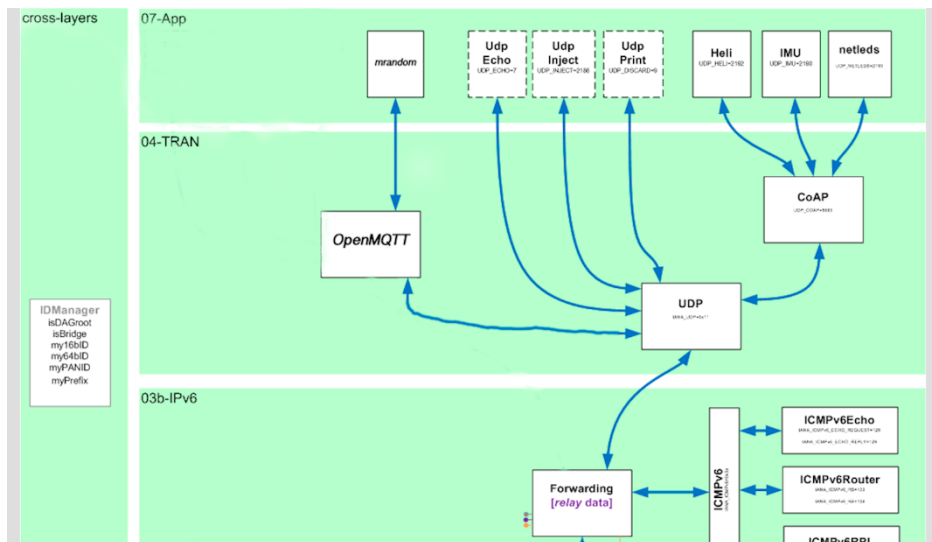 cross-layers
07-App
mrandom
Udp
Echo
UDP_ECHO=7
Udp
Inject
UDP_INJECT=2188
Udp
Print
UDP_DISCARD=9
Heli
UDP_HELI=2192
IMU
UDP_IMU=2190
netleds
04-TRAN
CoAP
OpenMQTT
UDP
IDManager
isDAGroot
isBridge
my16bID
my64bID
myPANID
myPrefix
03b-IPv6
ICMPv6Echo
ICMPv6
ICMPv6Router
Forwarding
[relay data]
ICMPv6RPL